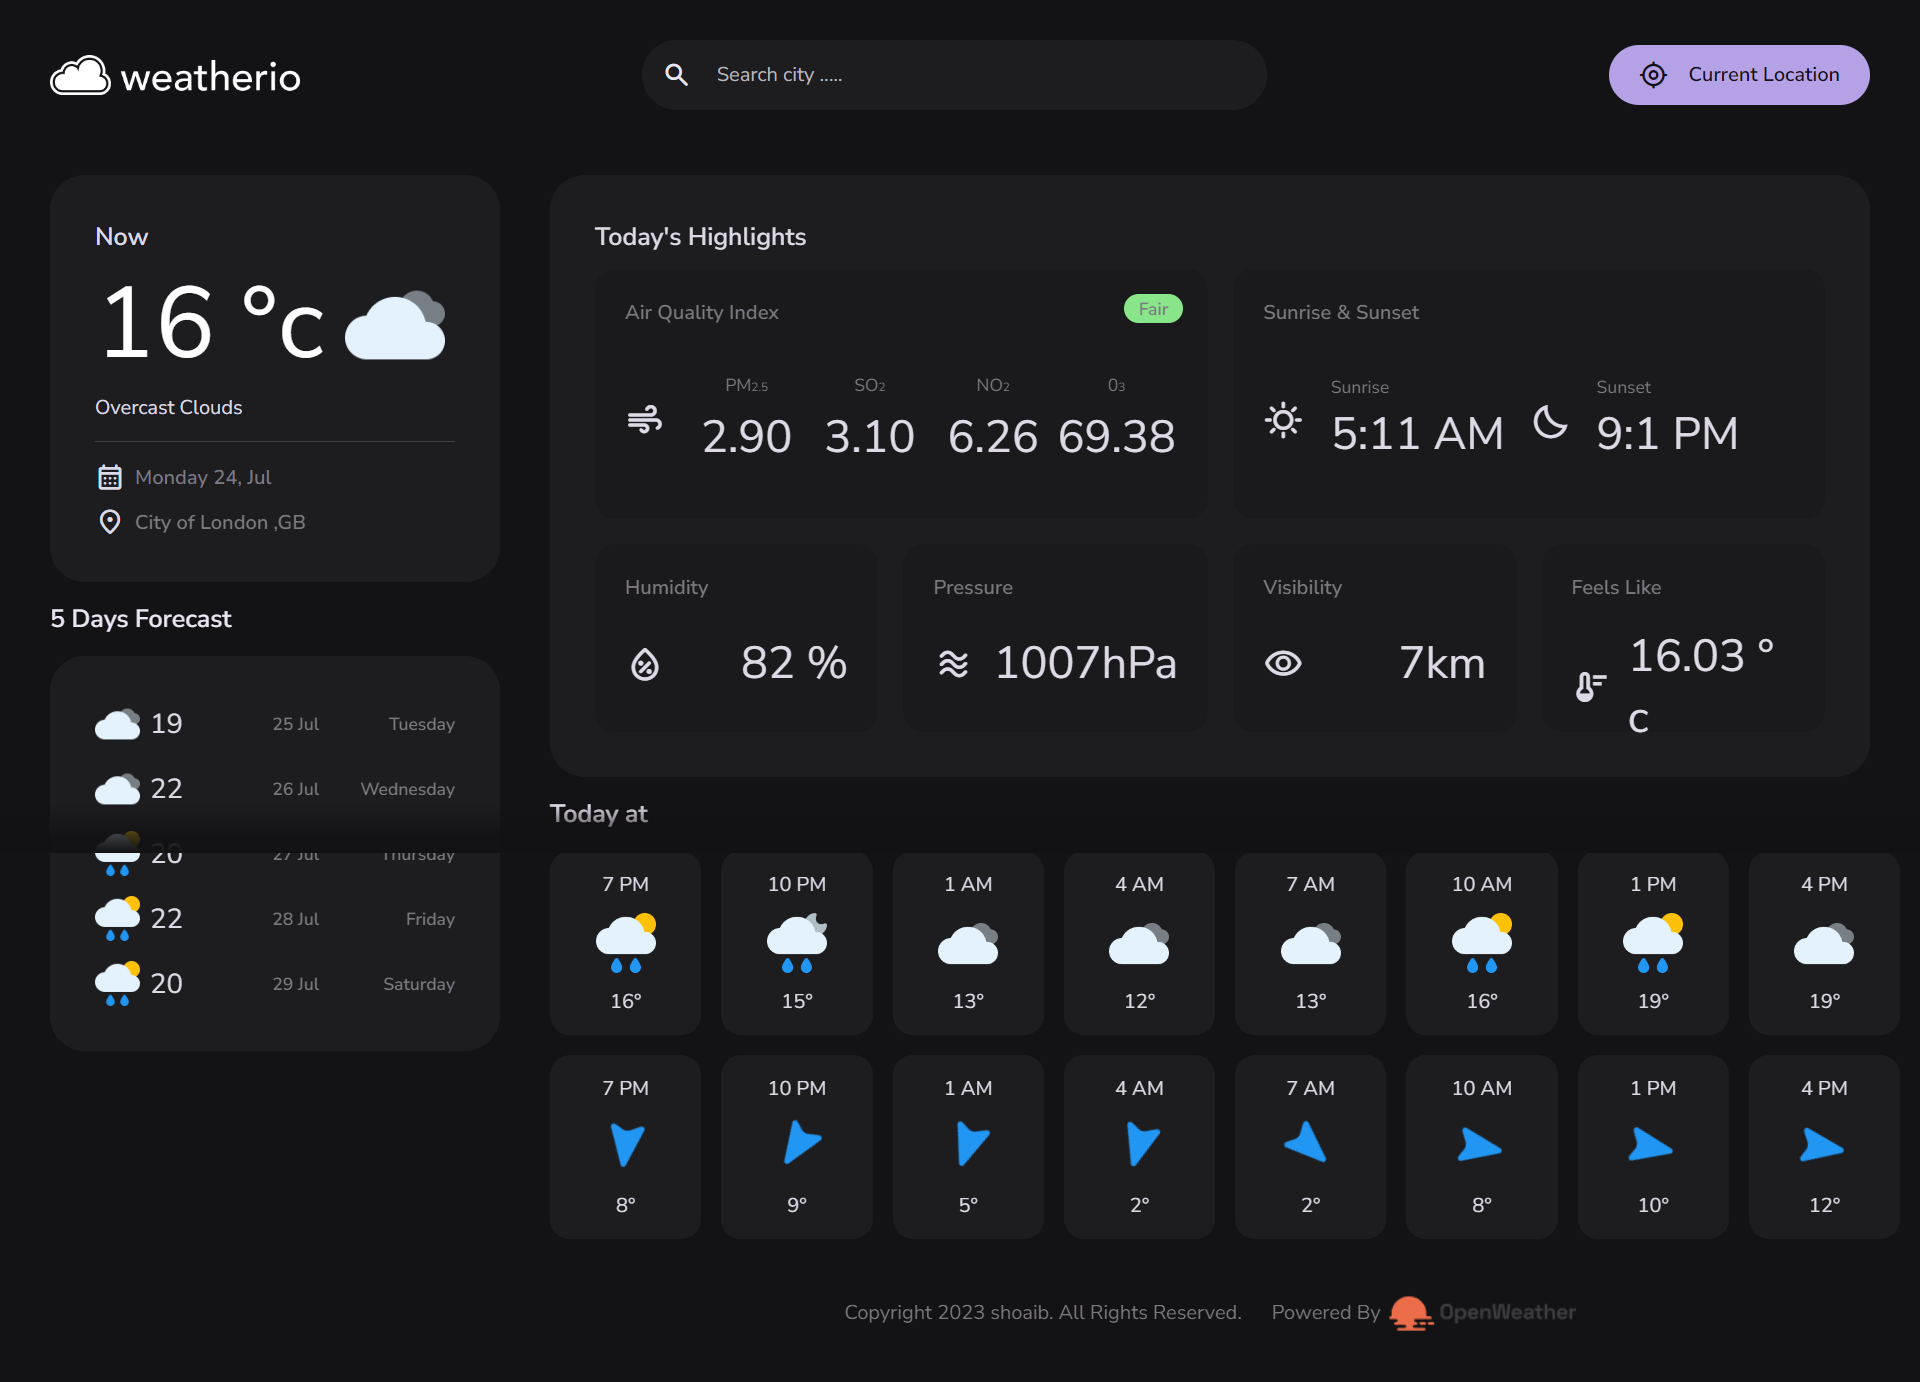 weatherio
Search city .....
Current Location
Now
16 °c
Overcast Clouds
Monday 24, Jul
City of London ,GB
5 Days Forecast
19 25 Jul Tuesday
22 26 Jul Wednesday
20 27 Jul Thursday
22 28 Jul Friday
20 29 Jul Saturday
Today's Highlights
Air Quality Index Fair
PM2.5 SO2 NO2 03
2.90 3.10 6.26 69.38
Sunrise & Sunset
Sunrise Sunset
5:11 AM 9:1 PM
Humidity
82 %
Pressure
1007hPa
Visibility
7km
Feels Like
16.03 °
c
Today at
7 PM 10 PM 1 AM 4 AM 7 AM 10 AM 1 PM 4 PM
16° 15° 13° 12° 13° 16° 19° 19°
7 PM 10 PM 1 AM 4 AM 7 AM 10 AM 1 PM 4 PM
8° 9° 5° 2° 2° 8° 10° 12°
Copyright 2023 shoaib. All Rights Reserved. Powered By OpenWeather